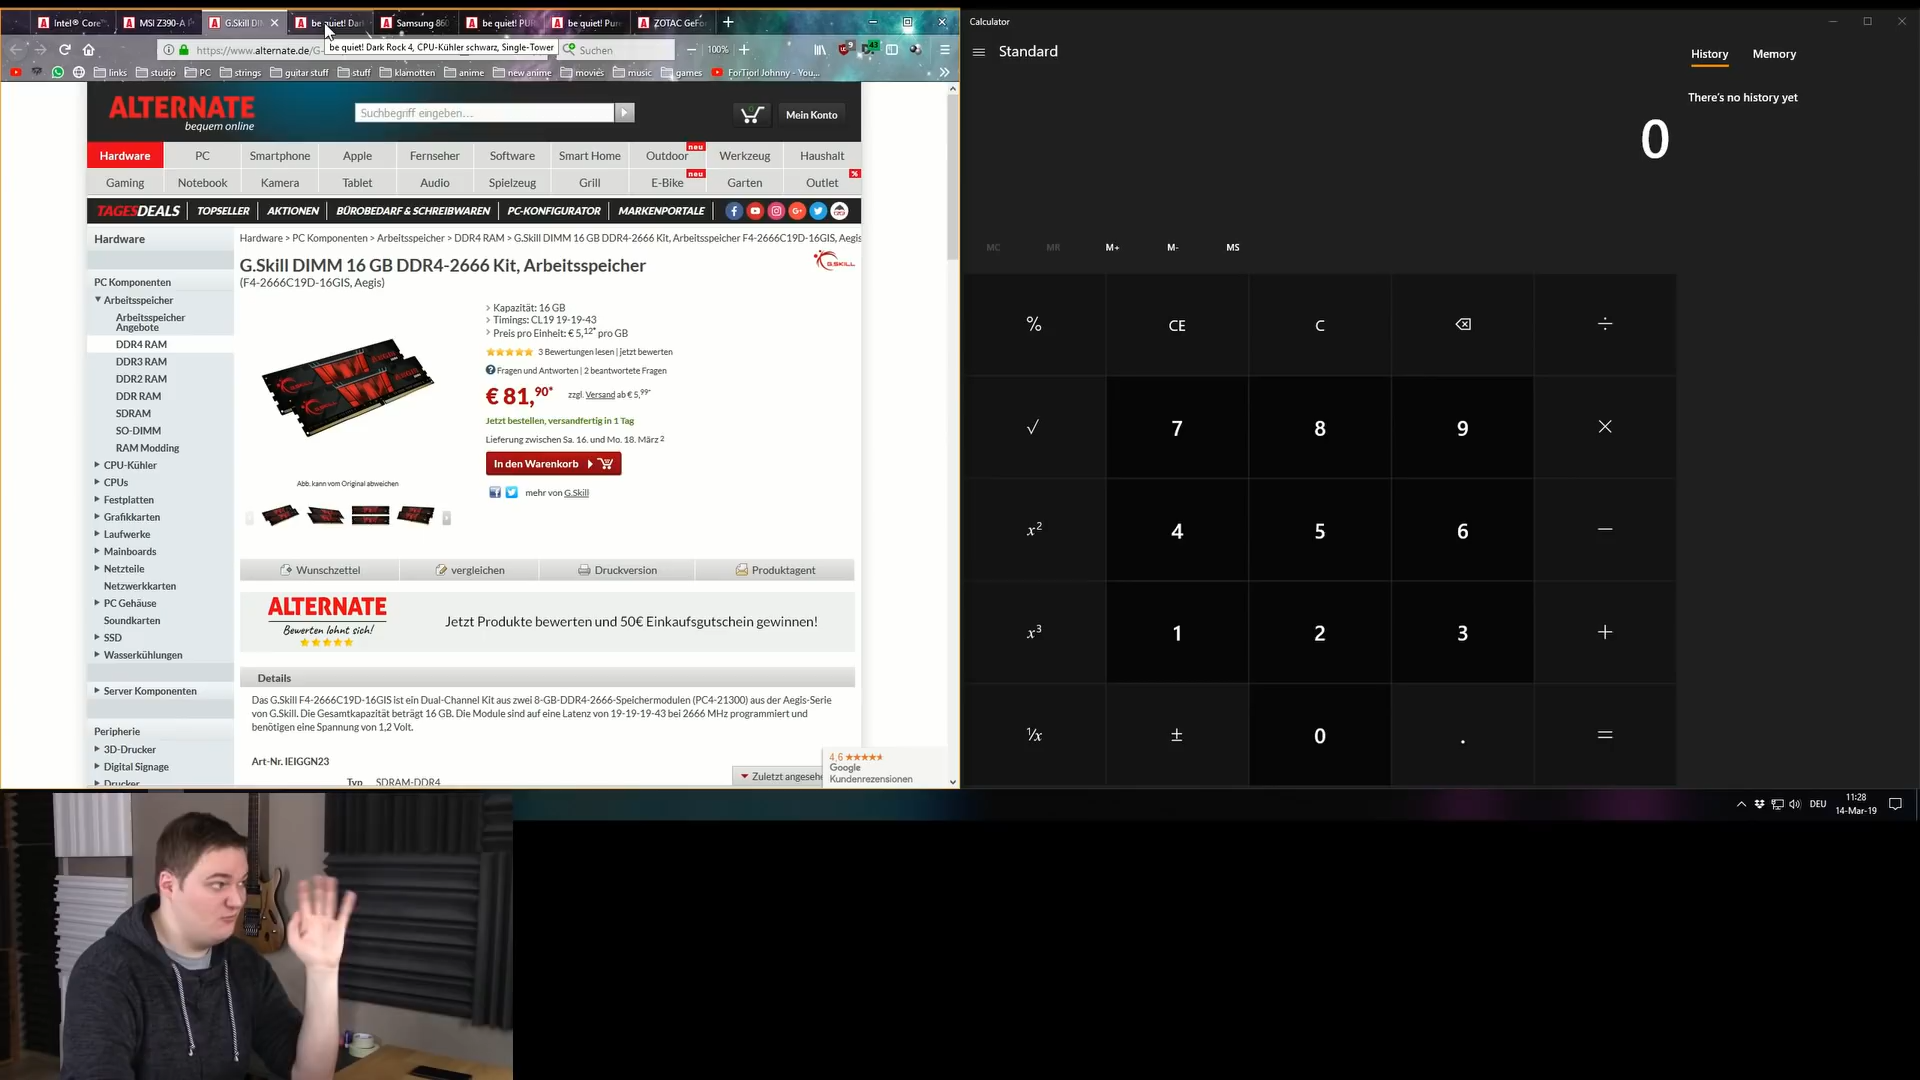 Intel® Core™
MSI Z390-A
G.Skill DI
be quiet! Dar
Samsung 860
be quiet! PUR
be quiet! Pur
ZOTAC GeFo
https://www.alternate.de/G-
be quiet! Dark Rock 4, CPU-Kühler schwarz, Single-Tower
Suchen
100%
links
studio
PC
strings
guitar stuff
stuff
klamotten
anime
new anime
movies
music
games
ForTiorI Johnny - You...
ALTERNATE
bequem online
Suchbegriff eingeben...
Mein Konto
Hardware
PC
Smartphone
Apple
Fernseher
Software
Smart Home
Outdoor
neu
Werkzeug
Haushalt
Gaming
Notebook
Kamera
Tablet
Audio
Spielzeug
Grill
E-Bike
neu
Garten
Outlet
%
TAGESDEALS
TOPSELLER
AKTIONEN
BÜROBEDARF & SCHREIBWAREN
PC-KONFIGURATOR
MARKENPORTALE
Hardware
PC Komponenten
Arbeitsspeicher
Arbeitsspeicher
Angebote
DDR4 RAM
DDR3 RAM
DDR2 RAM
DDR RAM
SDRAM
SO-DIMM
RAM Modding
CPU-Kühler
CPUs
Festplatten
Grafikkarten
Laufwerke
Mainboards
Netzteile
Netzwerkkarten
PC Gehäuse
Soundkarten
SSD
Wasserkühlungen
Server Komponenten
Peripherie
3D-Drucker
Digital Signage
Drucker
Hardware > PC Komponenten > Arbeitsspeicher > DDR4 RAM > G.Skill DIMM 16 GB DDR4-2666 Kit, Arbeitsspeicher F4-2666C19D-16GIS, Aegis
G.Skill DIMM 16 GB DDR4-2666 Kit, Arbeitsspeicher
(F4-2666C19D-16GIS, Aegis)
G.SKILL
Kapazität: 16 GB
Timings: CL19 19-19-43
Preis pro Einheit: € 5,12* pro GB
3 Bewertungen lesen | jetzt bewerten
Fragen und Antworten | 2 beantwortete Fragen
€ 81,90* zzgl. Versand ab € 5,99*
Jetzt bestellen, versandfertig in 1 Tag
Lieferung zwischen Sa. 16. und Mo. 18. März 2
In den Warenkorb
mehr von G.Skill
Abb. kann vom Original abweichen
Wunschzettel
vergleichen
Druckversion
Produktagent
ALTERNATE
Bewerten lohnt sich!
Jetzt Produkte bewerten und 50€ Einkaufsgutschein gewinnen!
Details
Das G.Skill F4-2666C19D-16GIS ist ein Dual-Channel Kit aus zwei 8-GB-DDR4-2666-Speichermodulen (PC4-21300) aus der Aegis-Serie
von G.Skill. Die Gesamtkapazität beträgt 16 GB. Die Module sind auf eine Latenz von 19-19-19-43 bei 2666 MHz programmiert und
benötigen eine Spannung von 1,2 Volt.
Art-Nr. IEIGGN23
Typ SDRAM-DDR4
Zuletzt angesehe
4,6
Google
Kundenrezensionen
Calculator
Standard
History
Memory
There's no history yet
0
MC
MR
M+
M-
MS
% CE C ÷
√ 7 8 9 ×
x² 4 5 6 −
x³ 1 2 3 +
¹/x ± 0 . =
DEU
11:28
14-Mar-19